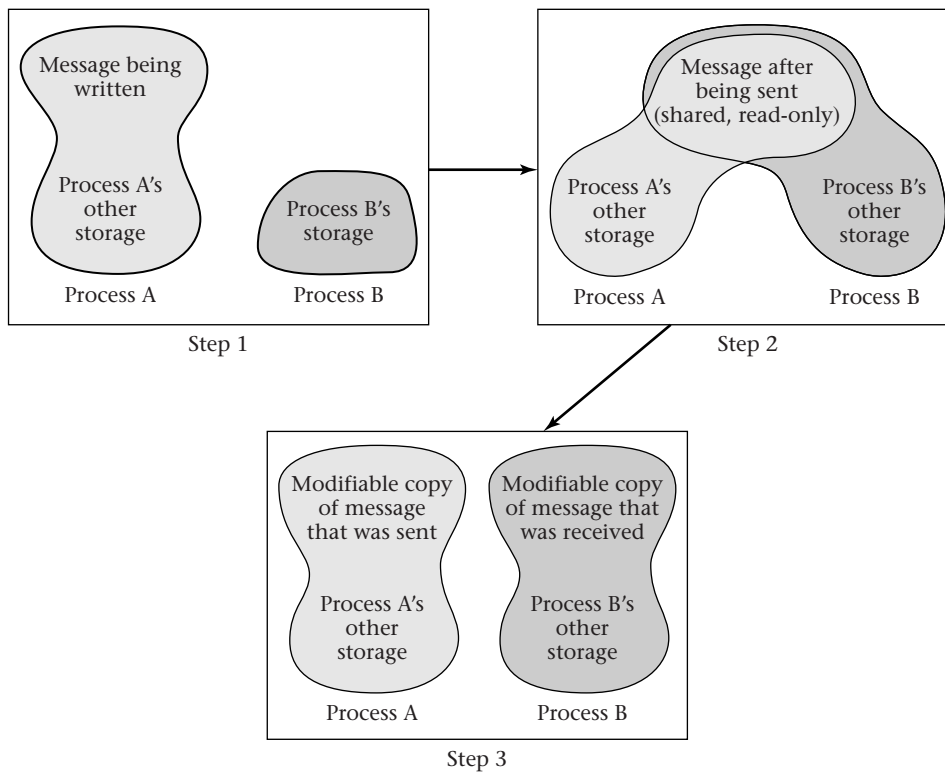 Message being
written
Process A's
other
storage
Process B's
storage
Process A
Process B
Step 1
Message after
being sent
(shared, read-only)
Process A's
other
storage
Process B's
other
storage
Process A
Process B
Step 2
Modifiable copy
of message
that was sent
Process A's
other
storage
Modifiable copy
of message that
was received
Process B's
other
storage
Process A
Process B
Step 3